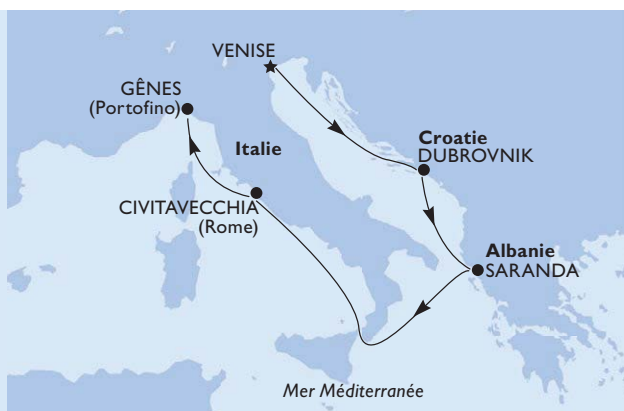 VENISE
GÊNES
(Portofino)
Croatie
DUBROVNIK
Italie
CIVITAVECCHIA
(Rome)
Albanie
SARANDA
Mer Méditerranée